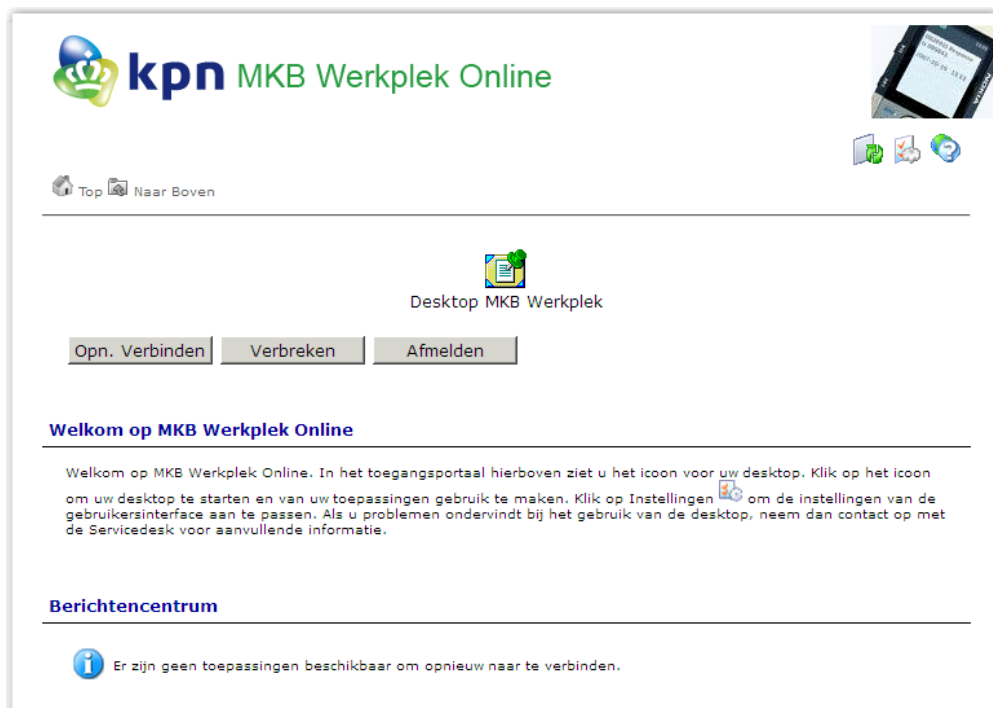 kpn MKB Werkplek Online
NOKIA
Top Naar Boven
Desktop MKB Werkplek
Opn. Verbinden Verbreken Afmelden
Welkom op MKB Werkplek Online
Welkom op MKB Werkplek Online. In het toegangsportaal hierboven ziet u het icoon voor uw desktop. Klik op het icoon
om uw desktop te starten en van uw toepassingen gebruik te maken. Klik op Instellingen om de instellingen van de
gebruikersinterface aan te passen. Als u problemen ondervindt bij het gebruik van de desktop, neem dan contact op met
de Servicedesk voor aanvullende informatie.
Berichtencentrum
Er zijn geen toepassingen beschikbaar om opnieuw naar te verbinden.